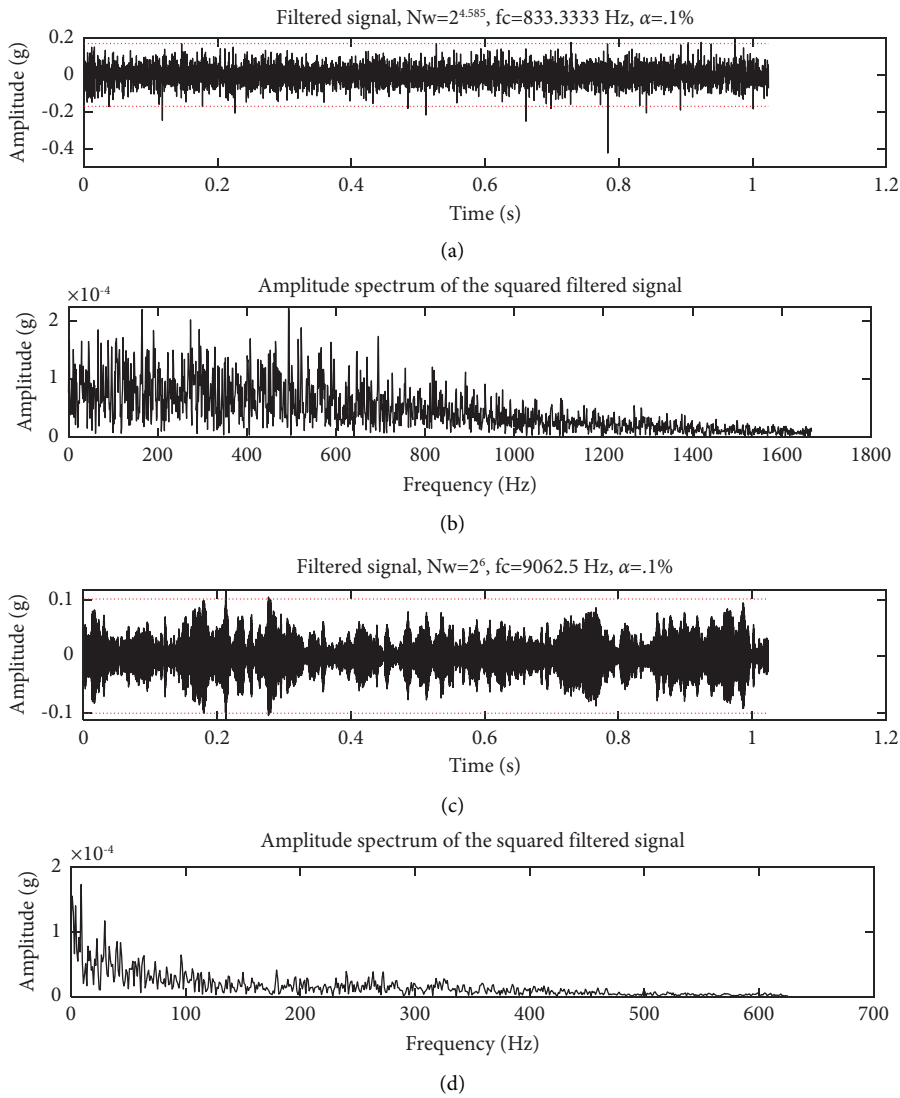 Filtered signal, Nw=2^4.585, fc=833.3333 Hz, α=.1%
0.2
0
-0.2
-0.4
Amplitude (g)
0 0.2 0.4 0.6 0.8 1 1.2
Time (s)
(a)
Amplitude spectrum of the squared filtered signal
×10^-4
2
1
0
Amplitude (g)
0 200 400 600 800 1000 1200 1400 1600 1800
Frequency (Hz)
(b)
Filtered signal, Nw=2^6, fc=9062.5 Hz, α=.1%
0.1
0
-0.1
Amplitude (g)
0 0.2 0.4 0.6 0.8 1 1.2
Time (s)
(c)
Amplitude spectrum of the squared filtered signal
×10^-4
2
1
0
Amplitude (g)
0 100 200 300 400 500 600 700
Frequency (Hz)
(d)